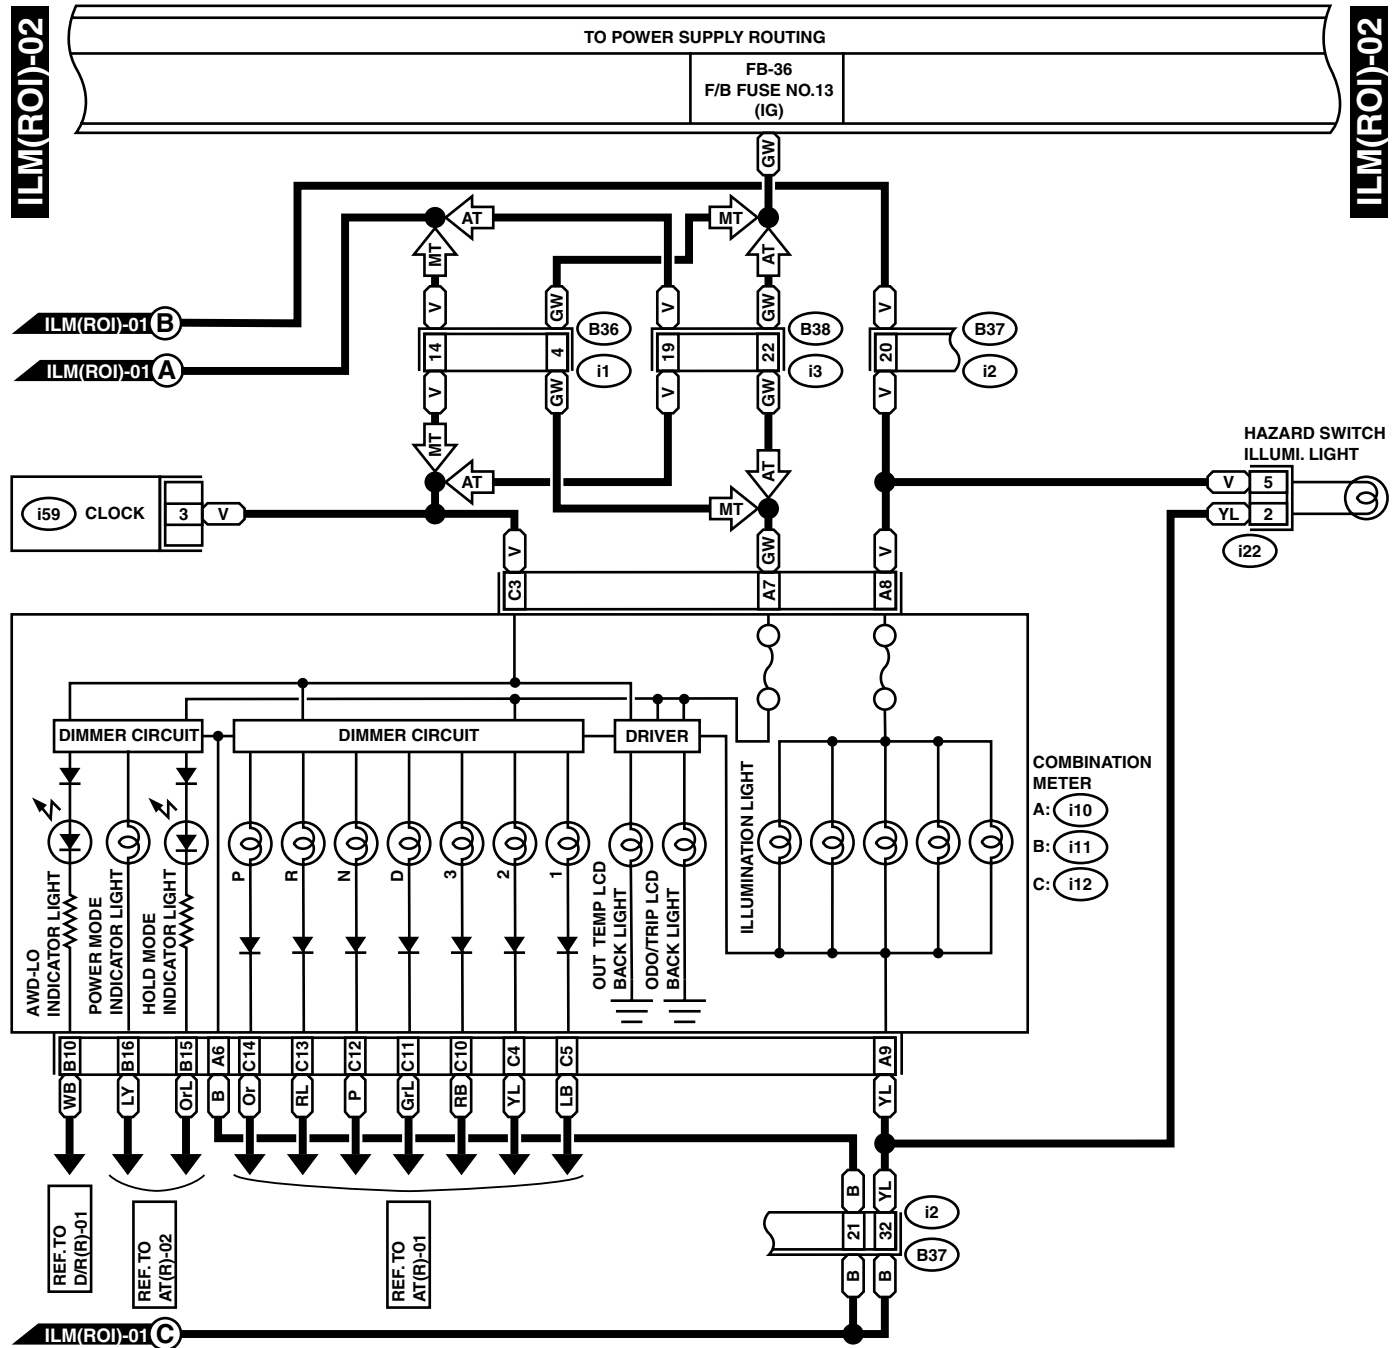 ILM(ROI)-02
TO POWER SUPPLY ROUTING
ILM(ROI)-02
FB-36
F/B FUSE NO.13
(IG)
GW
AT
MT
MT
AT
V
GW
V
GW
V
ILM(ROI)-01 B
14
4
B36
19
22
B38
20
B37
ILM(ROI)-01 A
i1
i3
i2
V
GW
V
GW
V
MT
AT
AT
MT
HAZARD SWITCH
ILLUMI. LIGHT
V 5
YL 2
i22
i59 CLOCK 3 V
V
GW
V
C3
A7
A8
DIMMER CIRCUIT
DIMMER CIRCUIT
DRIVER
ILLUMINATION LIGHT
COMBINATION
METER
A: i10
B: i11
C: i12
P
R
N
D
3
2
1
AWD-LO
INDICATOR LIGHT
POWER MODE
INDICATOR LIGHT
HOLD MODE
INDICATOR LIGHT
OUT TEMP LCD
BACK LIGHT
ODO/TRIP LCD
BACK LIGHT
B10
B16
B15
A6
C14
C13
C12
C11
C10
C4
C5
A9
WB
LY
OrL
B
Or
RL
P
GrL
RB
YL
LB
YL
REF. TO
D/R(R)-01
REF. TO
AT(R)-02
REF. TO
AT(R)-01
B
YL
21
32
i2
B37
B
B
ILM(ROI)-01 C